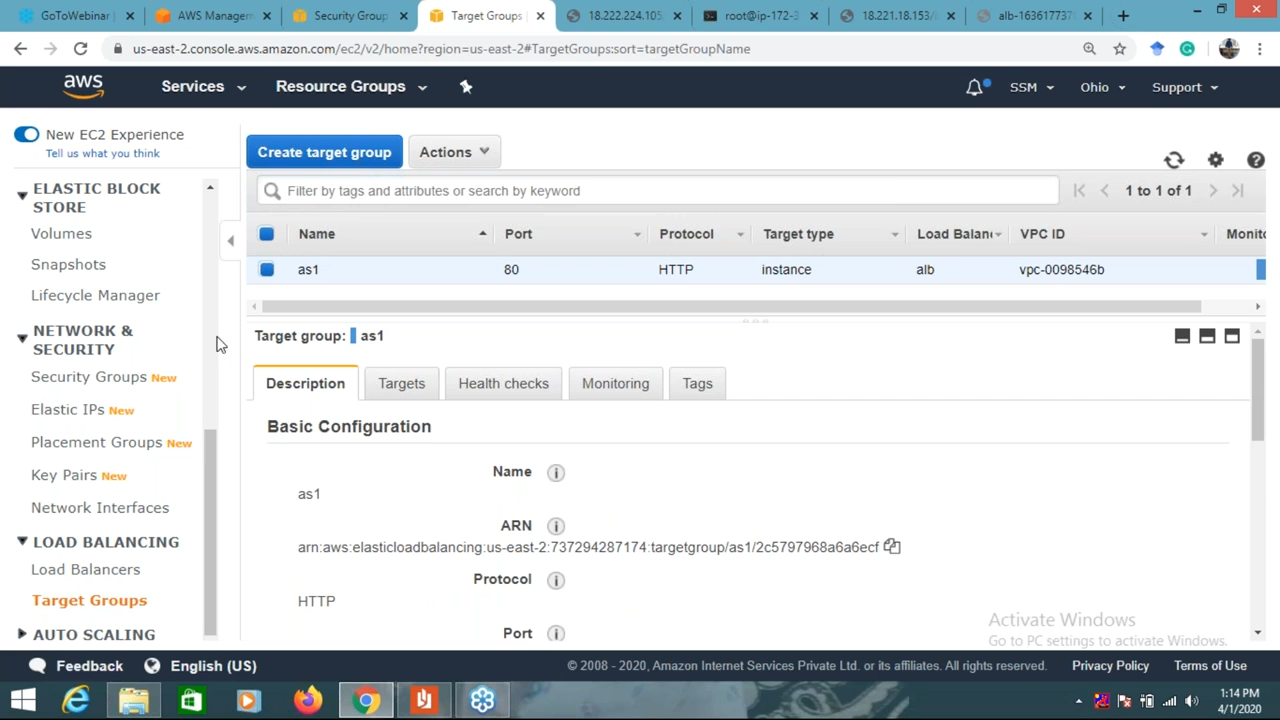 GoToWebinar
AWS Managem
Security Group
Target Groups
18.222.224.105
root@ip-172-3
18.221.18.153/
alb-163617737
us-east-2.console.aws.amazon.com/ec2/v2/home?region=us-east-2#TargetGroups:sort=targetGroupName
aws
Services
Resource Groups
SSM
Ohio
Support
New EC2 Experience
Tell us what you think
ELASTIC BLOCK
STORE
Volumes
Snapshots
Lifecycle Manager
NETWORK &
SECURITY
Security Groups New
Elastic IPs New
Placement Groups New
Key Pairs New
Network Interfaces
LOAD BALANCING
Load Balancers
Target Groups
AUTO SCALING
Create target group
Actions
Filter by tags and attributes or search by keyword
1 to 1 of 1
Name Port Protocol Target type Load Balan VPC ID Monito
as1 80 HTTP instance alb vpc-0098546b
Target group: as1
Description
Targets
Health checks
Monitoring
Tags
Basic Configuration
Name
as1
ARN
arn:aws:elasticloadbalancing:us-east-2:737294287174:targetgroup/as1/2c5797968a6a6ecf
Protocol
HTTP
Port
Activate Windows
Go to PC settings to activate Windows.
Feedback
English (US)
© 2008 - 2020, Amazon Internet Services Private Ltd. or its affiliates. All rights reserved.
Privacy Policy
Terms of Use
1:14 PM
4/1/2020